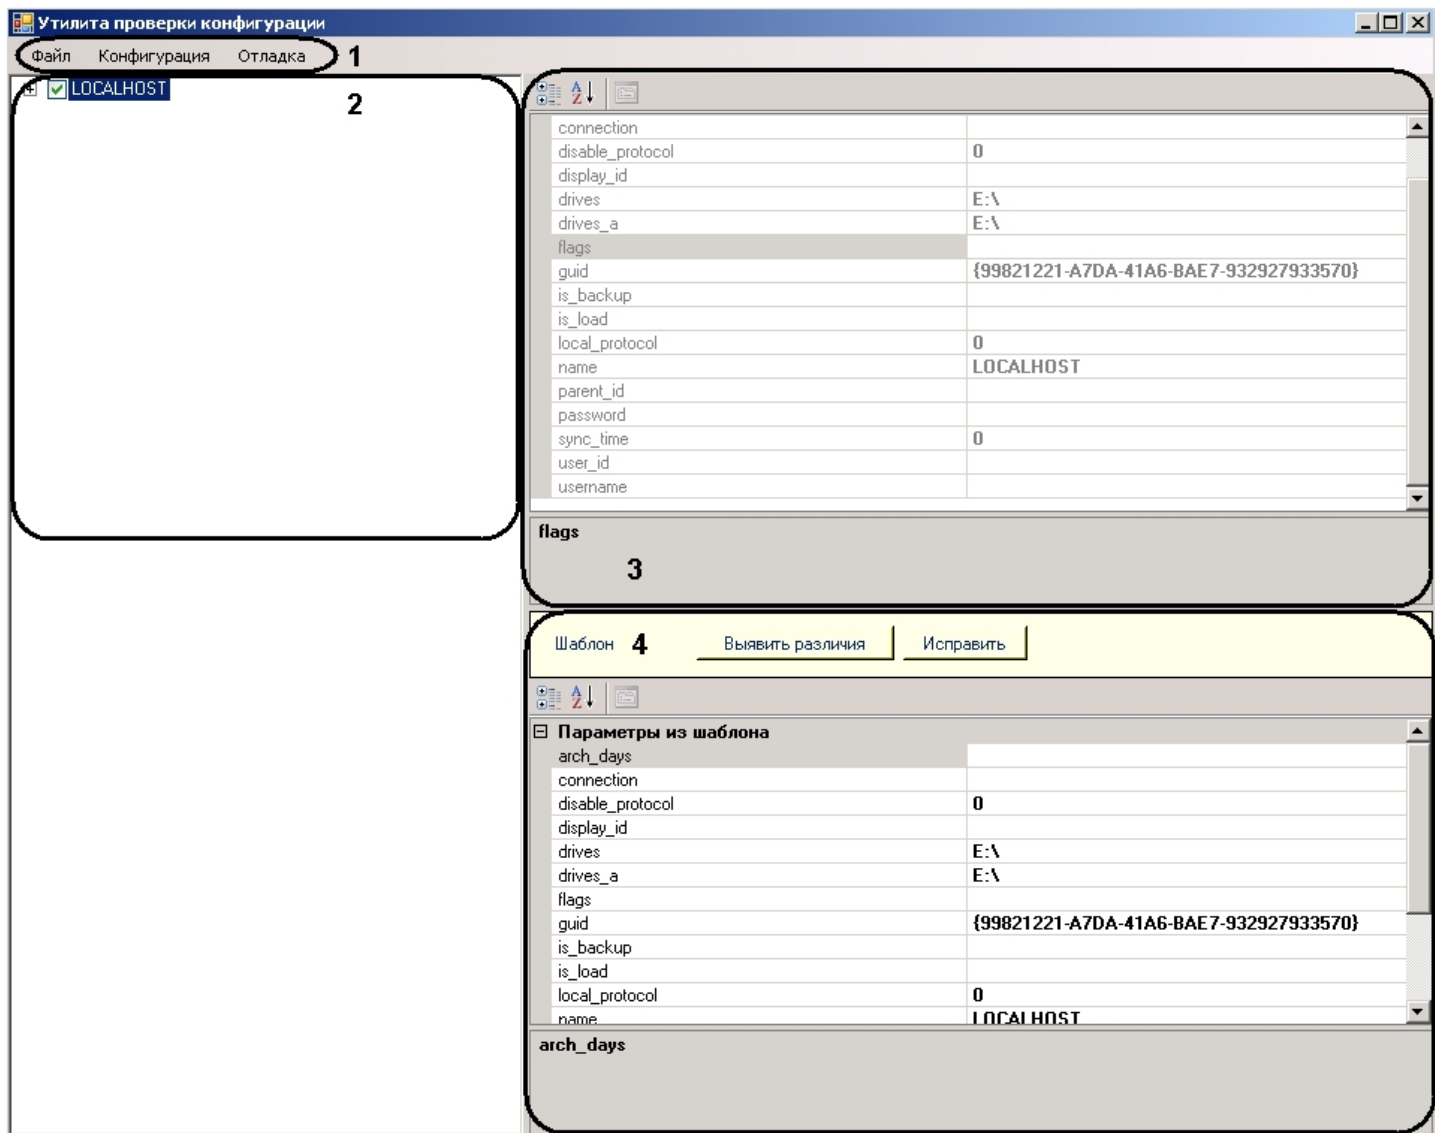 Утилита проверки конфигурации
Файл Конфигурация Отладка 1
LOCALHOST
2
connection
disable_protocol 0
display_id
drives E:\
drives_a E:\
flags
guid {99821221-A7DA-41A6-BAE7-932927933570}
is_backup
is_load
local_protocol 0
name LOCALHOST
parent_id
password
sync_time 0
user_id
username
flags
3
Шаблон 4 Выявить различия Исправить
Параметры из шаблона
arch_days
connection
disable_protocol 0
display_id
drives E:\
drives_a E:\
flags
guid {99821221-A7DA-41A6-BAE7-932927933570}
is_backup
is_load
local_protocol 0
name LOCALHOST
arch_days